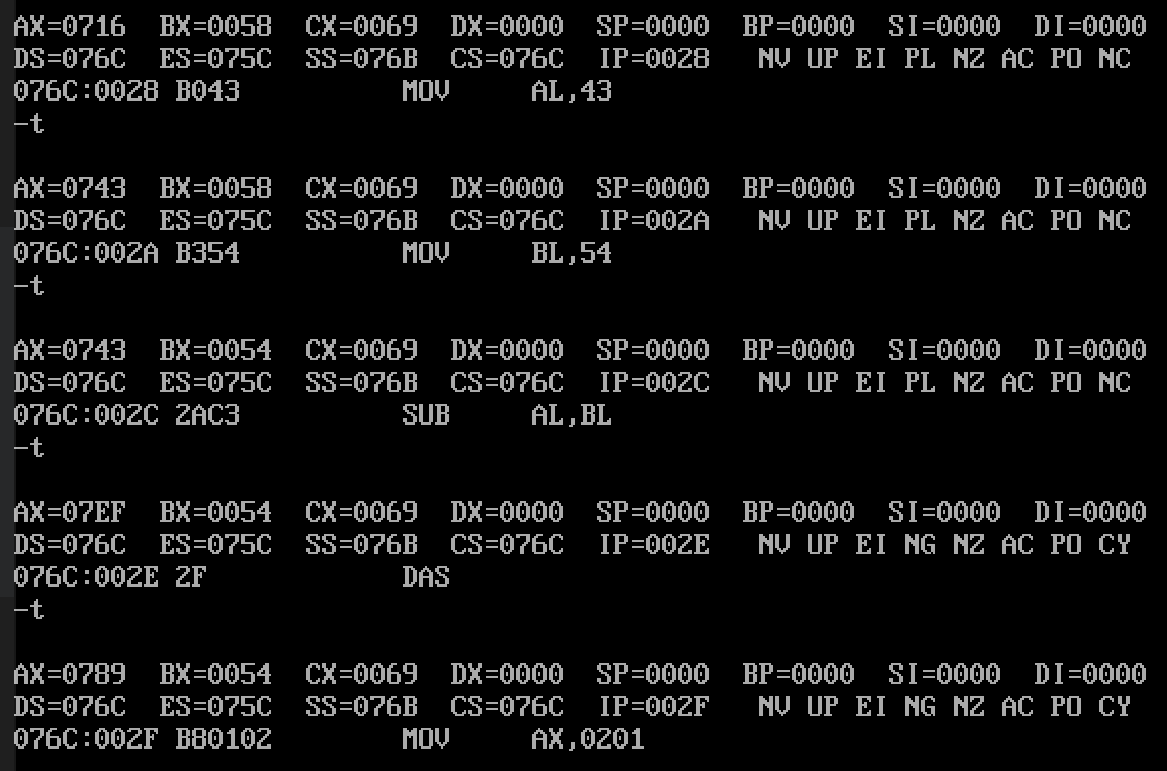 AX=0716  BX=0058  CX=0069  DX=0000  SP=0000  BP=0000  SI=0000  DI=0000
DS=076C  ES=075C  SS=076B  CS=076C  IP=0028   NV UP EI PL NZ AC PO NC
076C:0028 B043          MOV     AL,43
-t
AX=0743  BX=0058  CX=0069  DX=0000  SP=0000  BP=0000  SI=0000  DI=0000
DS=076C  ES=075C  SS=076B  CS=076C  IP=002A   NV UP EI PL NZ AC PO NC
076C:002A B354          MOV     BL,54
-t
AX=0743  BX=0054  CX=0069  DX=0000  SP=0000  BP=0000  SI=0000  DI=0000
DS=076C  ES=075C  SS=076B  CS=076C  IP=002C   NV UP EI PL NZ AC PO NC
076C:002C 2AC3          SUB     AL,BL
-t
AX=07EF  BX=0054  CX=0069  DX=0000  SP=0000  BP=0000  SI=0000  DI=0000
DS=076C  ES=075C  SS=076B  CS=076C  IP=002E   NV UP EI NG NZ AC PO CY
076C:002E 2F            DAS
-t
AX=0789  BX=0054  CX=0069  DX=0000  SP=0000  BP=0000  SI=0000  DI=0000
DS=076C  ES=075C  SS=076B  CS=076C  IP=002F   NV UP EI NG NZ AC PO CY
076C:002F B80102        MOV     AX,0201